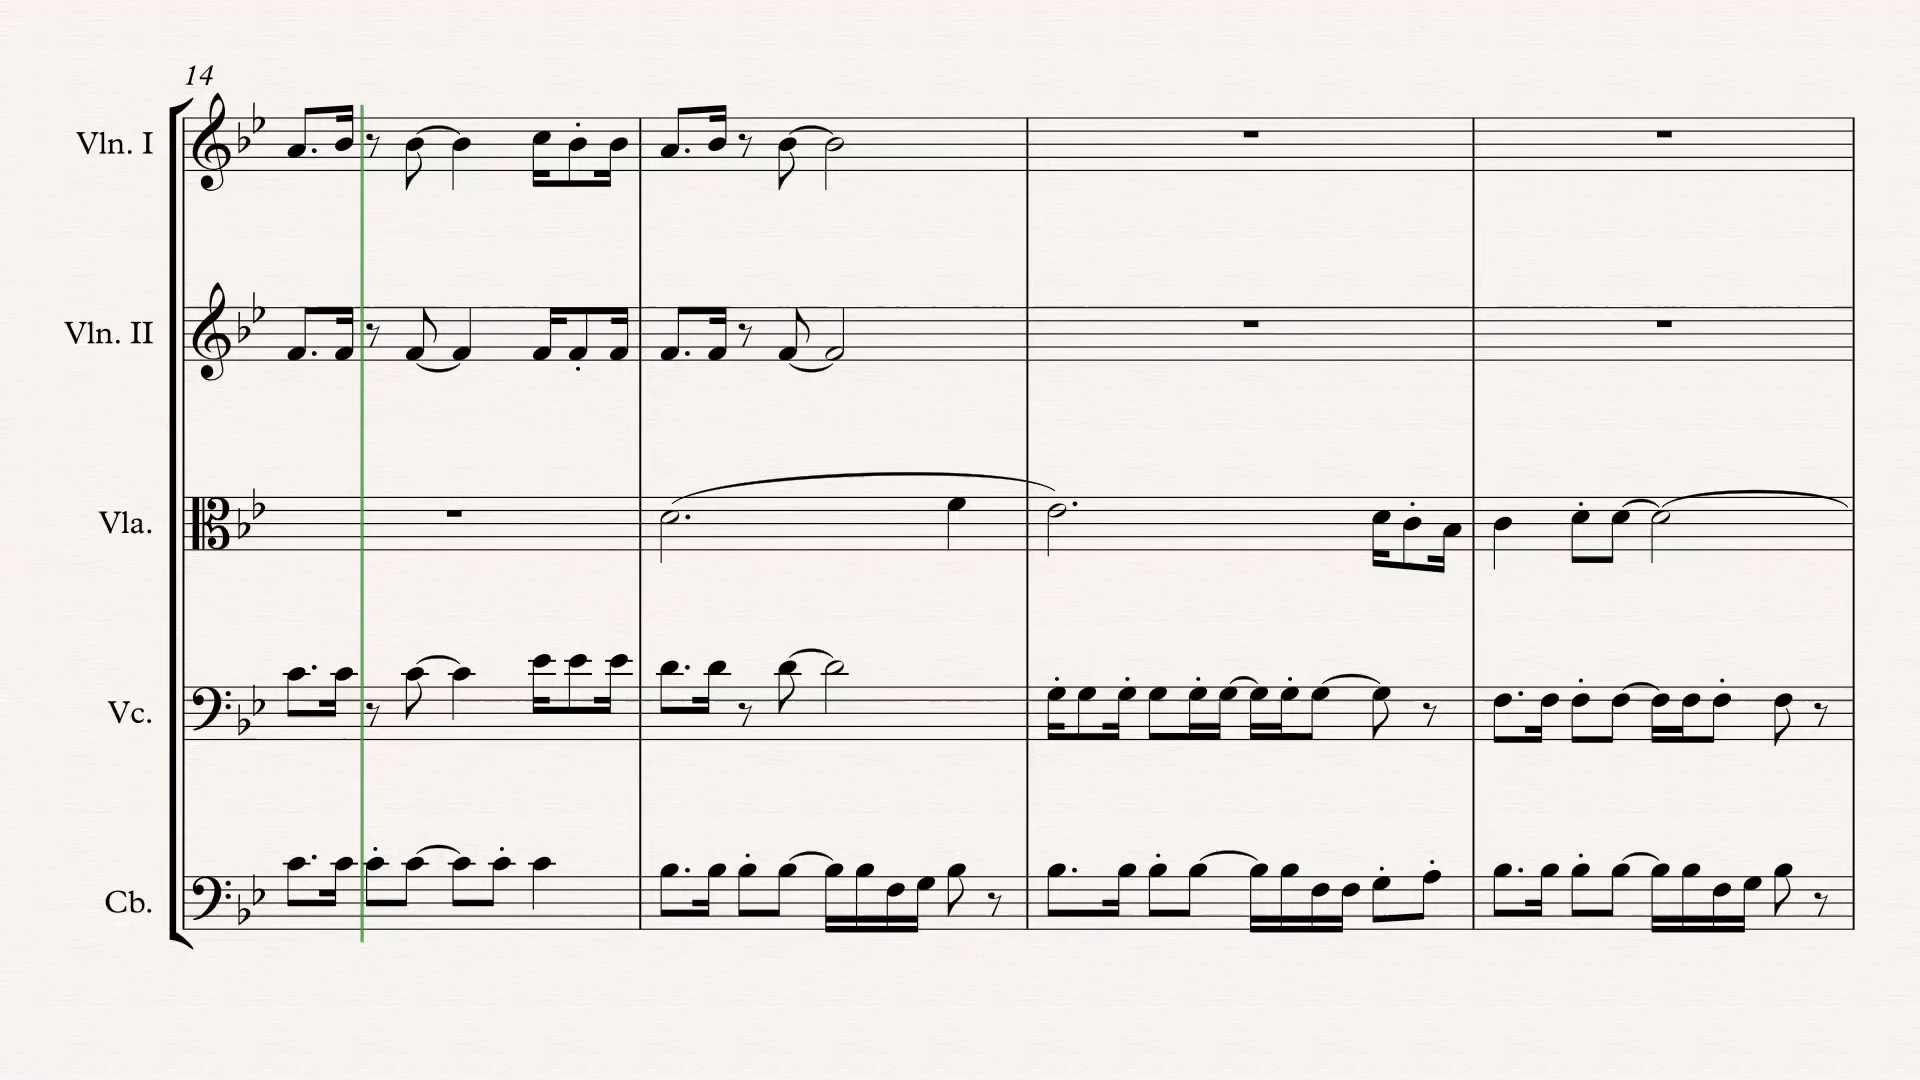 14
Vln. I
Vln. II
Vla.
Vc.
Cb.